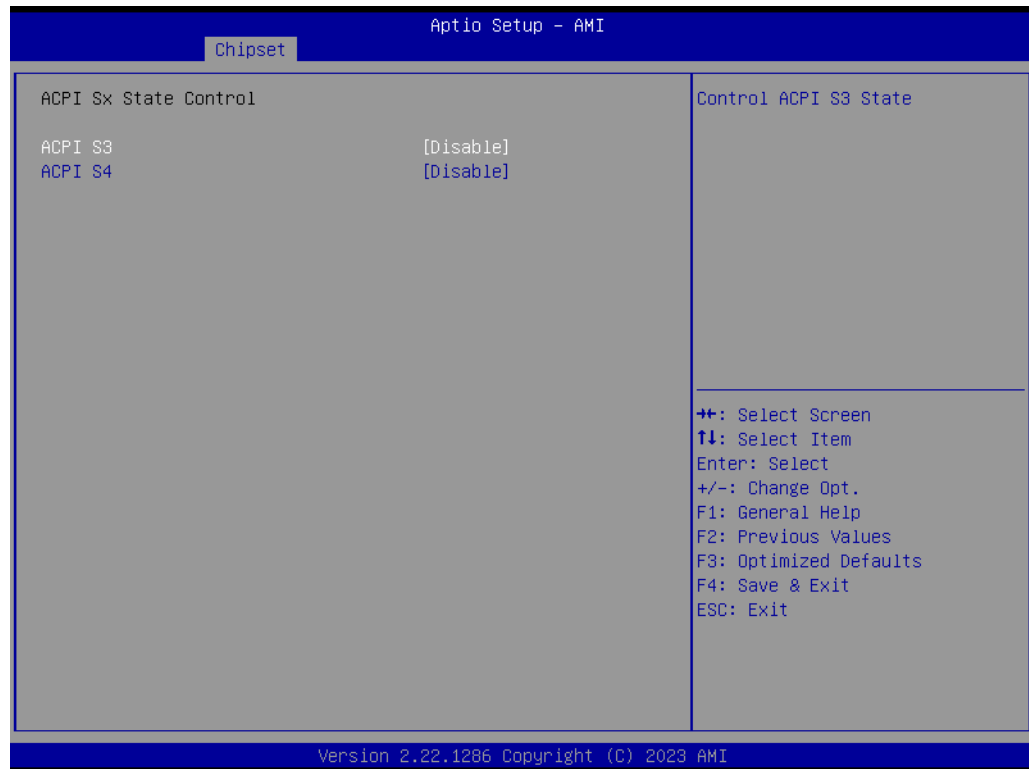 Aptio Setup – AMI
Chipset
ACPI Sx State Control
ACPI S3 [Disable]
ACPI S4 [Disable]
Control ACPI S3 State
→←: Select Screen
↑↓: Select Item
Enter: Select
+/-: Change Opt.
F1: General Help
F2: Previous Values
F3: Optimized Defaults
F4: Save & Exit
ESC: Exit
Version 2.22.1286 Copyright (C) 2023 AMI